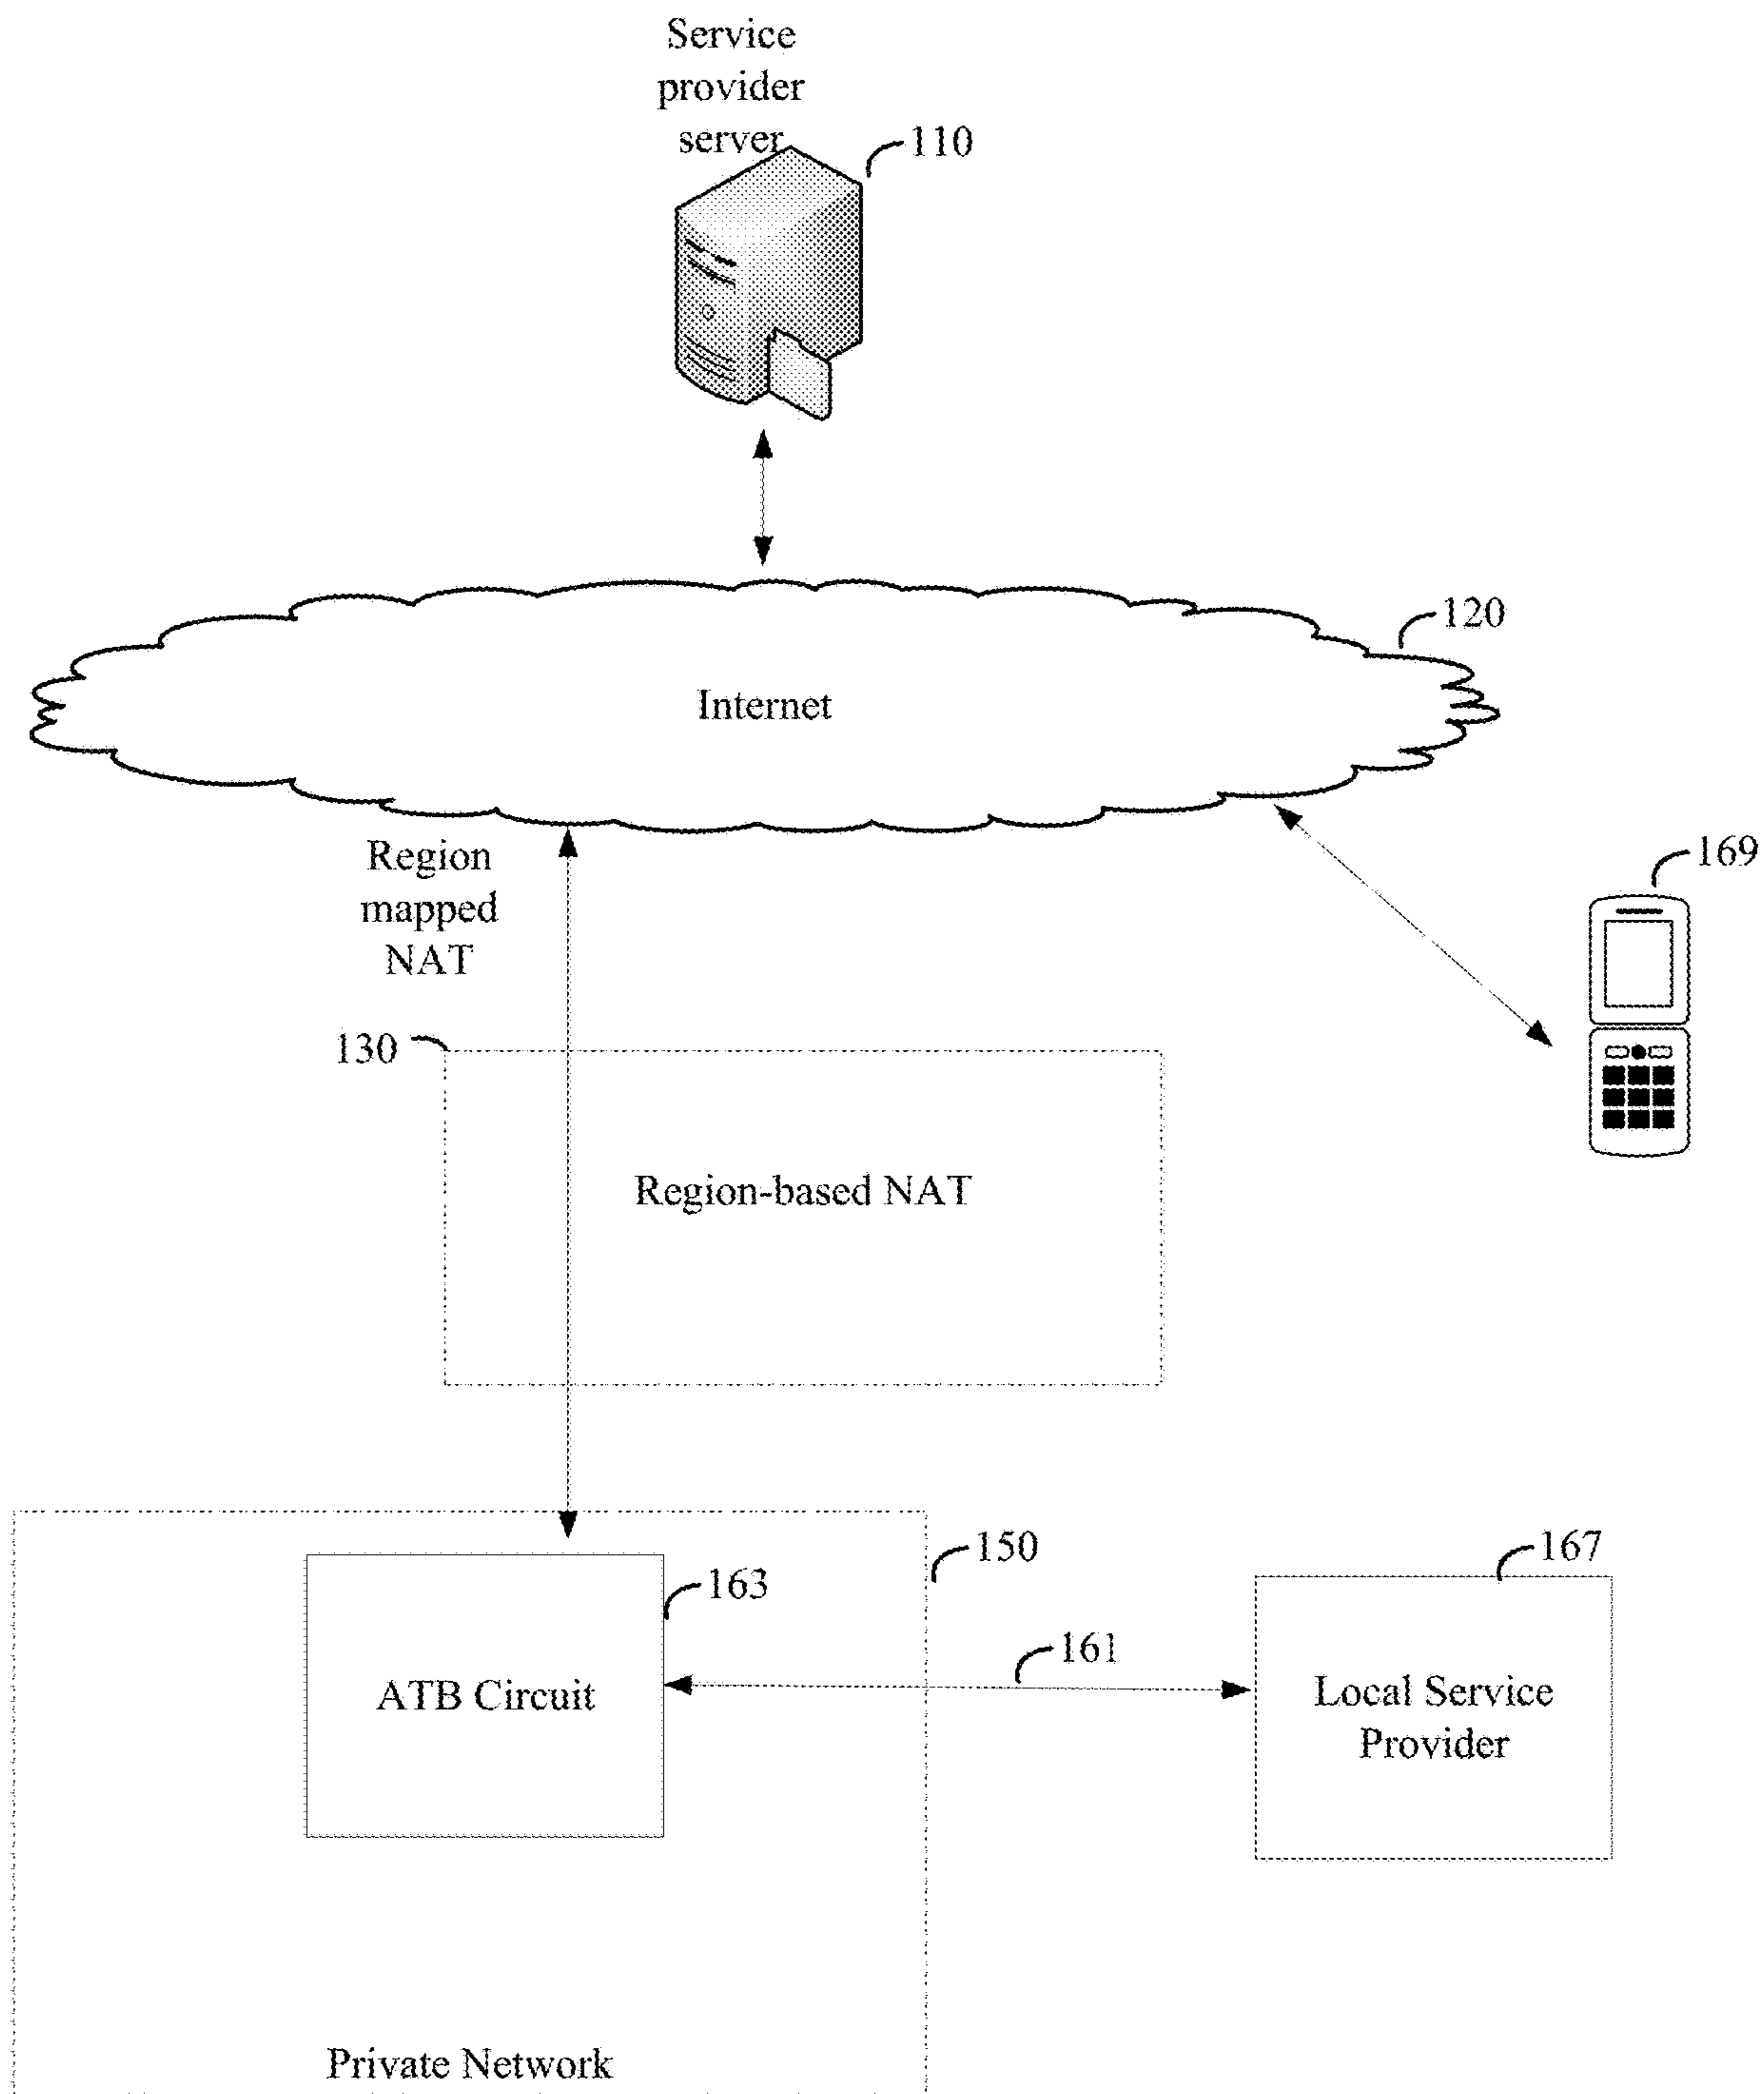 Service
provider
server
110
120
Internet
Region
mapped
NAT
169
130
Region-based NAT
150
167
163
161
ATB Circuit
Local Service
Provider
Private Network